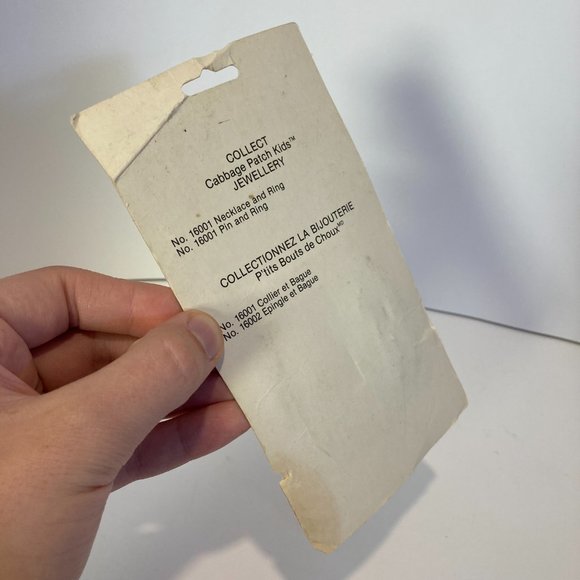 COLLECT
Cabbage Patch Kids™
JEWELLERY
No. 16001 Necklace and Ring
No. 16001 Pin and Ring
COLLECTIONNEZ LA BIJOUTERIE
P'tits Bouts de Choux MD
No. 16001 Collier et Bague
No. 16002 Epingle et Bague